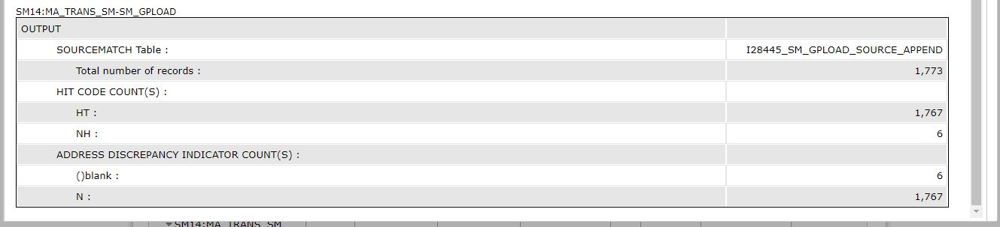 SM14:MA_TRANS_SM-SM_GPLOAD
OUTPUT
SOURCEMATCH Table : I28445_SM_GPLOAD_SOURCE_APPEND
Total number of records : 1,773
HIT CODE COUNT(S) :
HT : 1,767
NH : 6
ADDRESS DISCREPANCY INDICATOR COUNT(S) :
()blank : 6
N : 1,767
SM14:MA_TRANS_SM